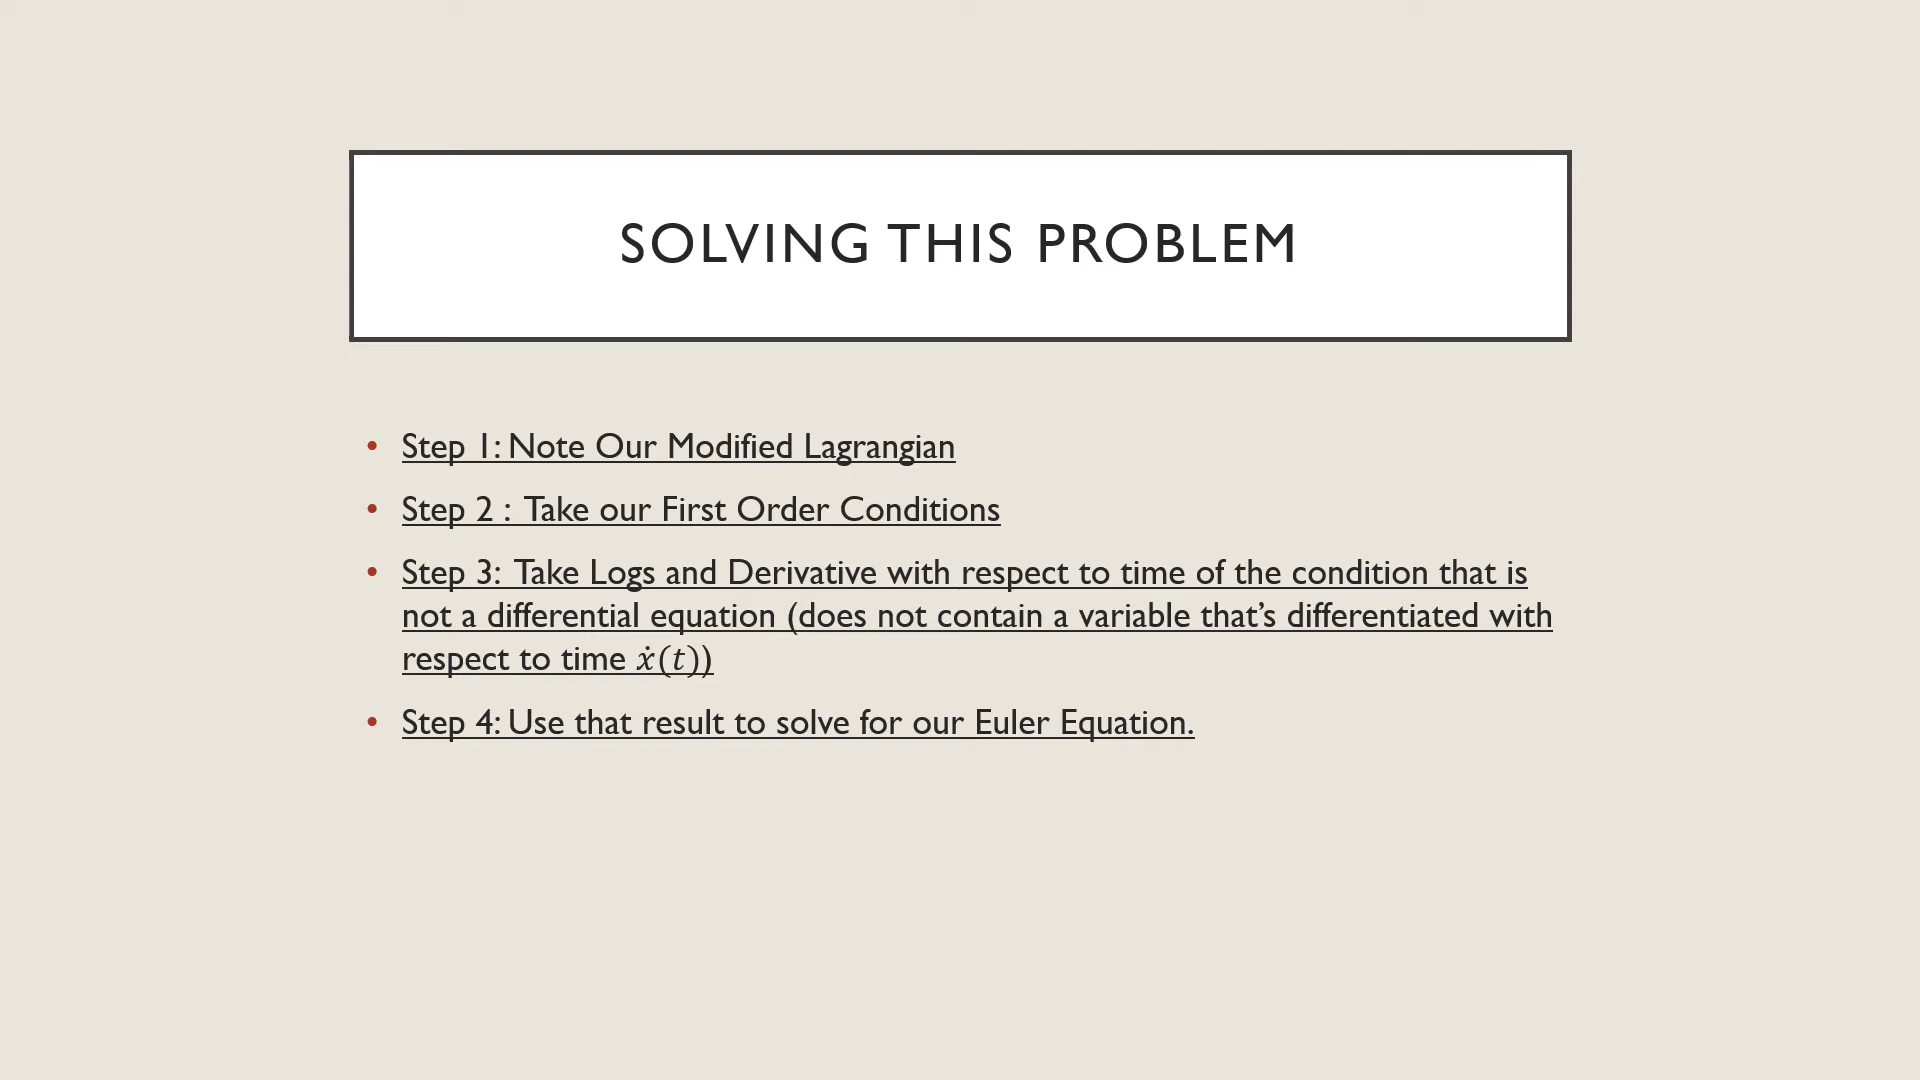 SOLVING THIS PROBLEM
• Step 1: Note Our Modified Lagrangian
• Step 2 : Take our First Order Conditions
• Step 3: Take Logs and Derivative with respect to time of the condition that is
not a differential equation (does not contain a variable that’s differentiated with
respect to time ẋ(t))
• Step 4: Use that result to solve for our Euler Equation.